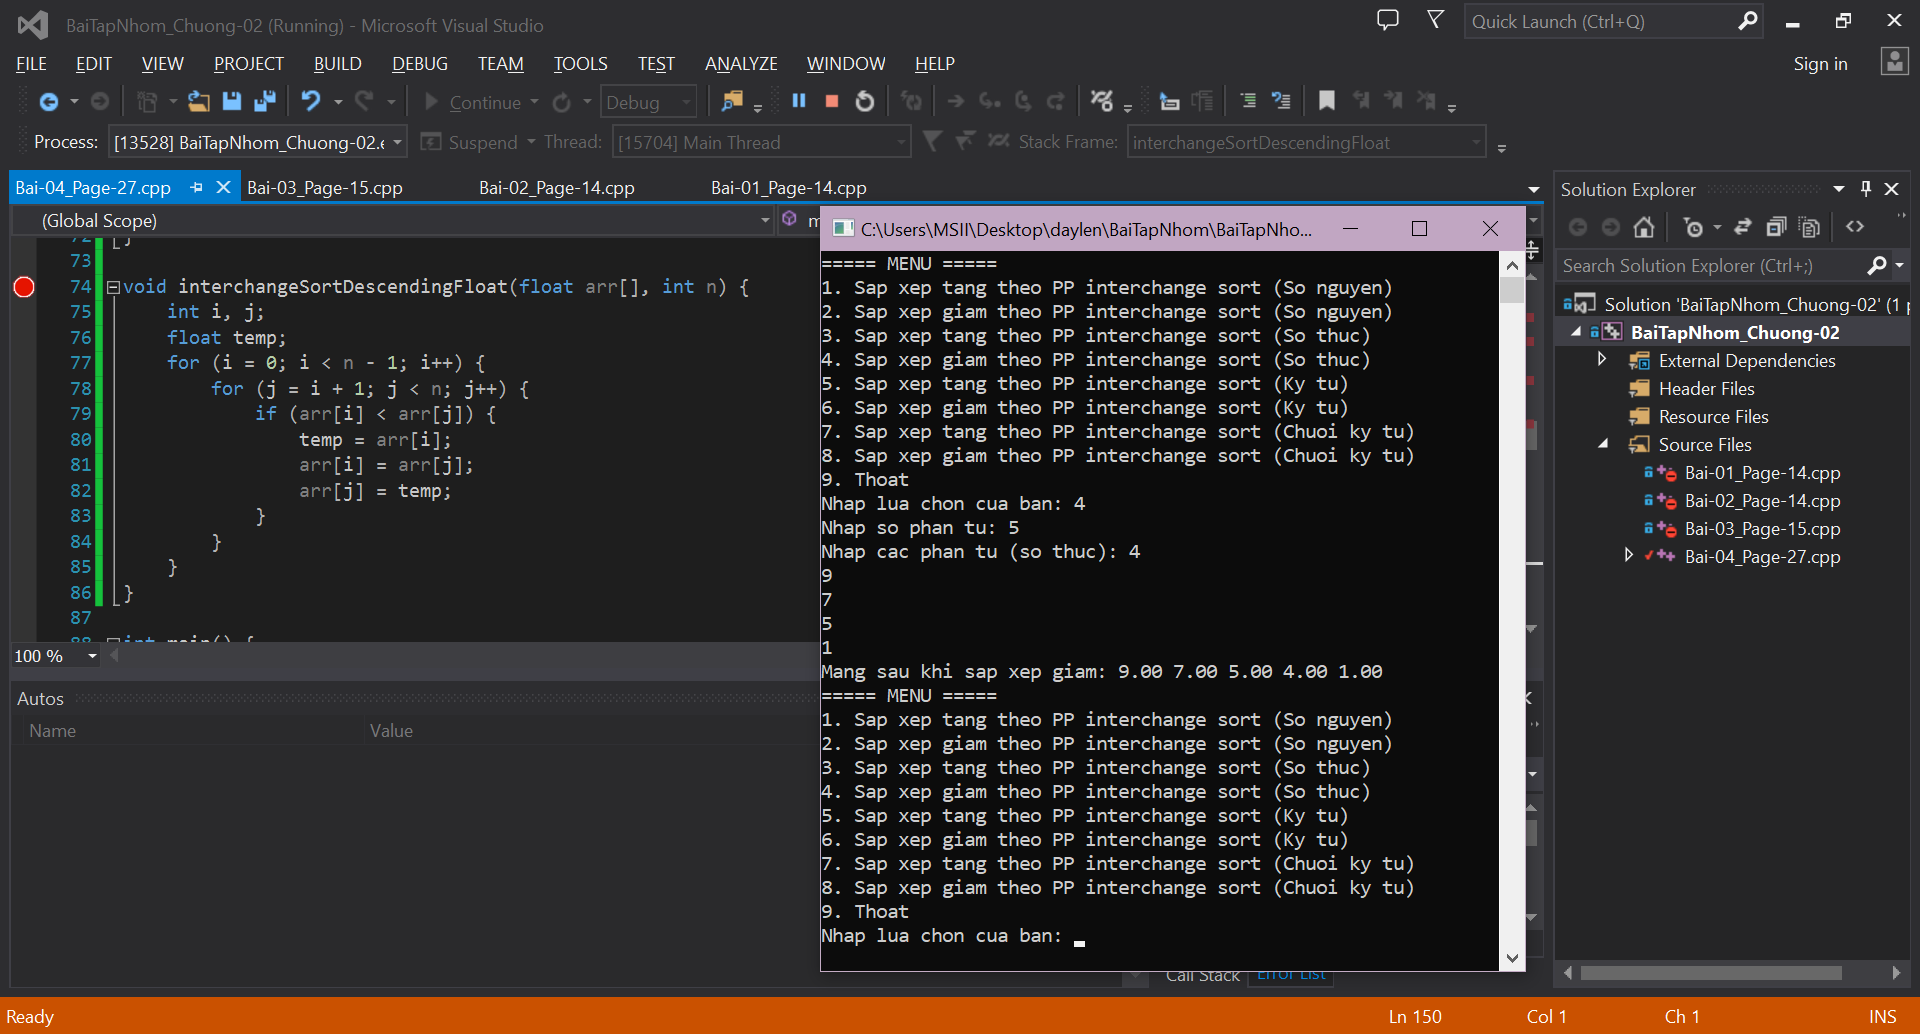 BaiTapNhom_Chuong-02 (Running) - Microsoft Visual Studio
Quick Launch (Ctrl+Q)
FILE EDIT VIEW PROJECT BUILD DEBUG TEAM TOOLS TEST ANALYZE WINDOW HELP
Sign in
Continue Debug
Process: [13528] BaiTapNhom_Chuong-02.e Suspend Thread: [15704] Main Thread Stack Frame: interchangeSortDescendingFloat
Bai-04_Page-27.cpp Bai-03_Page-15.cpp Bai-02_Page-14.cpp Bai-01_Page-14.cpp
(Global Scope)
72 }
73
74 void interchangeSortDescendingFloat(float arr[], int n) {
75 int i, j;
76 float temp;
77 for (i = 0; i < n - 1; i++) {
78 for (j = i + 1; j < n; j++) {
79 if (arr[i] < arr[j]) {
80 temp = arr[i];
81 arr[i] = arr[j];
82 arr[j] = temp;
83 }
84 }
85 }
86 }
87
88 int main() {
100 %
Autos
Name Value
C:\Users\MSII\Desktop\daylen\BaiTapNhom\BaiTapNho...
===== MENU =====
1. Sap xep tang theo PP interchange sort (So nguyen)
2. Sap xep giam theo PP interchange sort (So nguyen)
3. Sap xep tang theo PP interchange sort (So thuc)
4. Sap xep giam theo PP interchange sort (So thuc)
5. Sap xep tang theo PP interchange sort (Ky tu)
6. Sap xep giam theo PP interchange sort (Ky tu)
7. Sap xep tang theo PP interchange sort (Chuoi ky tu)
8. Sap xep giam theo PP interchange sort (Chuoi ky tu)
9. Thoat
Nhap lua chon cua ban: 4
Nhap so phan tu: 5
Nhap cac phan tu (so thuc): 4
9
7
5
1
Mang sau khi sap xep giam: 9.00 7.00 5.00 4.00 1.00
===== MENU =====
1. Sap xep tang theo PP interchange sort (So nguyen)
2. Sap xep giam theo PP interchange sort (So nguyen)
3. Sap xep tang theo PP interchange sort (So thuc)
4. Sap xep giam theo PP interchange sort (So thuc)
5. Sap xep tang theo PP interchange sort (Ky tu)
6. Sap xep giam theo PP interchange sort (Ky tu)
7. Sap xep tang theo PP interchange sort (Chuoi ky tu)
8. Sap xep giam theo PP interchange sort (Chuoi ky tu)
9. Thoat
Nhap lua chon cua ban:
Call Stack Error List
Solution Explorer
Search Solution Explorer (Ctrl+;)
Solution 'BaiTapNhom_Chuong-02' (1 p
BaiTapNhom_Chuong-02
External Dependencies
Header Files
Resource Files
Source Files
Bai-01_Page-14.cpp
Bai-02_Page-14.cpp
Bai-03_Page-15.cpp
Bai-04_Page-27.cpp
Ready Ln 150 Col 1 Ch 1 INS